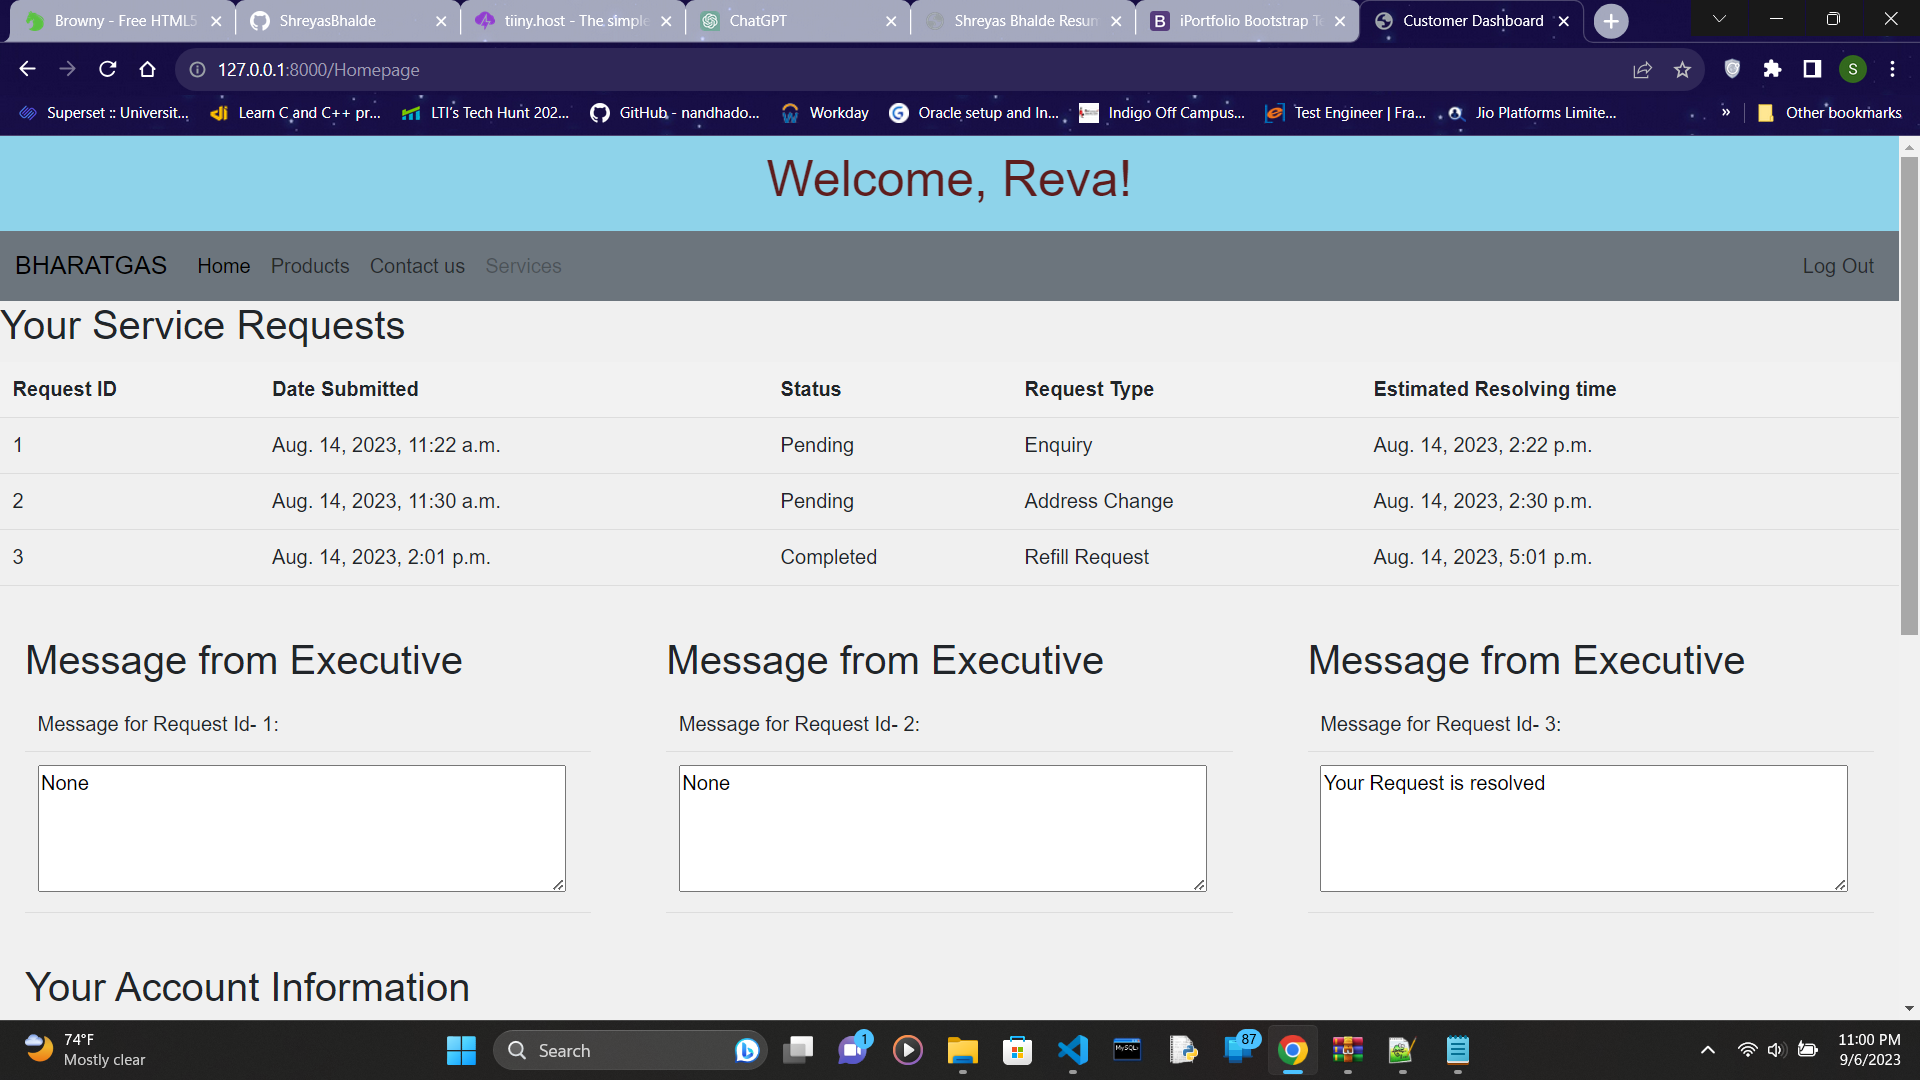 Browny - Free HTML5
ShreyasBhalde
tiiny.host - The simple
ChatGPT
Shreyas Bhalde Resum
iPortfolio Bootstrap Te
Customer Dashboard
127.0.0.1:8000/Homepage
S
Superset :: Universit...
Learn C and C++ pr...
LTI's Tech Hunt 202...
GitHub - nandhado...
Workday
Oracle setup and In...
Indigo Off Campus...
Test Engineer | Fra...
Jio Platforms Limite...
»
Other bookmarks
Welcome, Reva!
BHARATGAS Home Products Contact us Services Log Out
Your Service Requests
Request ID Date Submitted Status Request Type Estimated Resolving time
1 Aug. 14, 2023, 11:22 a.m. Pending Enquiry Aug. 14, 2023, 2:22 p.m.
2 Aug. 14, 2023, 11:30 a.m. Pending Address Change Aug. 14, 2023, 2:30 p.m.
3 Aug. 14, 2023, 2:01 p.m. Completed Refill Request Aug. 14, 2023, 5:01 p.m.
Message from Executive
Message for Request Id- 1:
None
Message from Executive
Message for Request Id- 2:
None
Message from Executive
Message for Request Id- 3:
Your Request is resolved
Your Account Information
74°F
Mostly clear
Search
1
MySQL
87
11:00 PM
9/6/2023